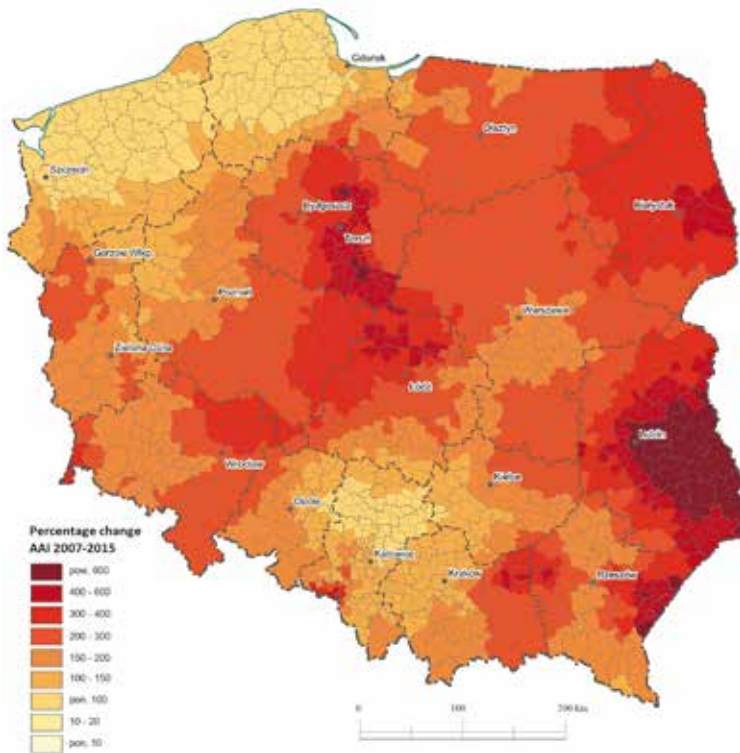 Gdańsk
Olsztyn
Szczecin
Bydgoszcz
Białystok
Toruń
Gorzów Wlkp.
Poznań
Warszawa
Zielona Góra
Łódź
Lublin
Wrocław
Kielce
Opole
Katowice
Kraków
Rzeszów
Percentage change
AAI 2007-2015
pow. 600
400 - 600
300 - 400
200 - 300
150 - 200
100 - 150
pon. 100
10 - 20
pon. 10
0 100 200 km